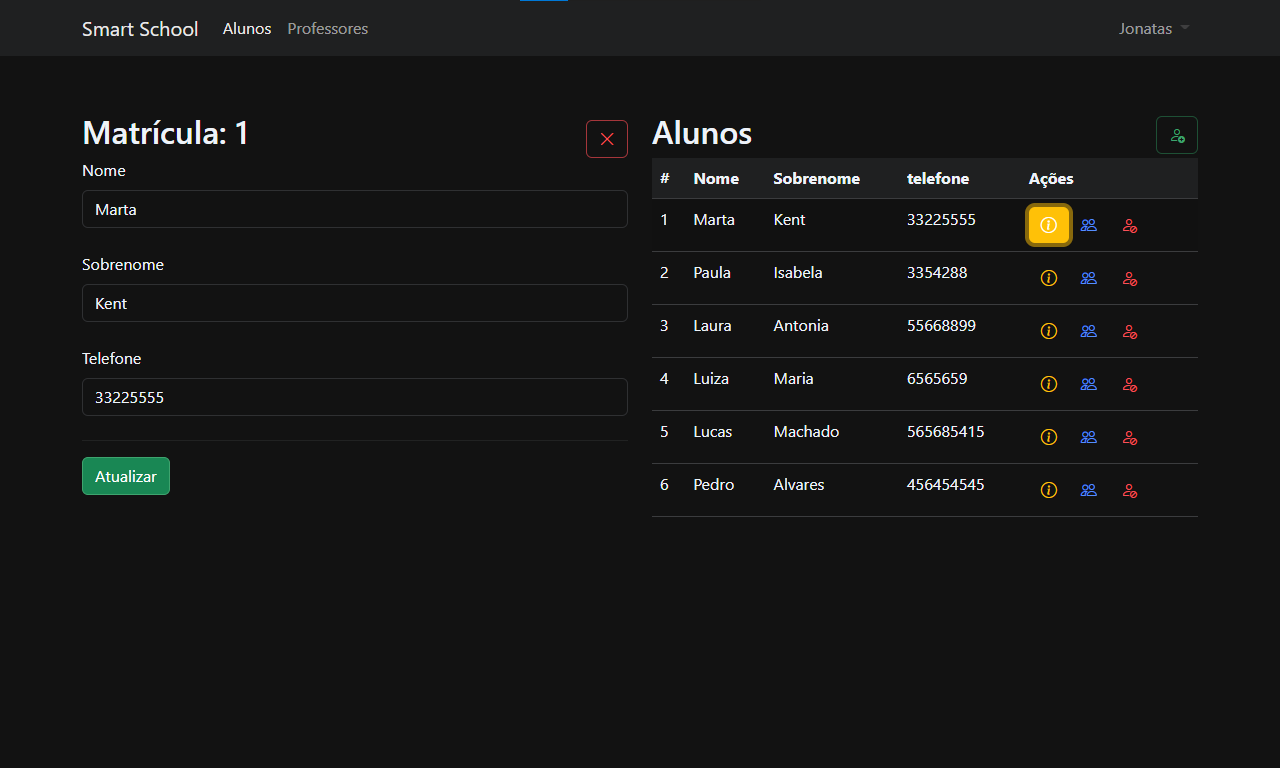 Smart School Alunos Professores Jonatas
Matrícula: 1
Nome
Marta
Sobrenome
Kent
Telefone
33225555
Atualizar
Alunos
# Nome Sobrenome telefone Ações
1 Marta Kent 33225555
2 Paula Isabela 3354288
3 Laura Antonia 55668899
4 Luiza Maria 6565659
5 Lucas Machado 565685415
6 Pedro Alvares 456454545